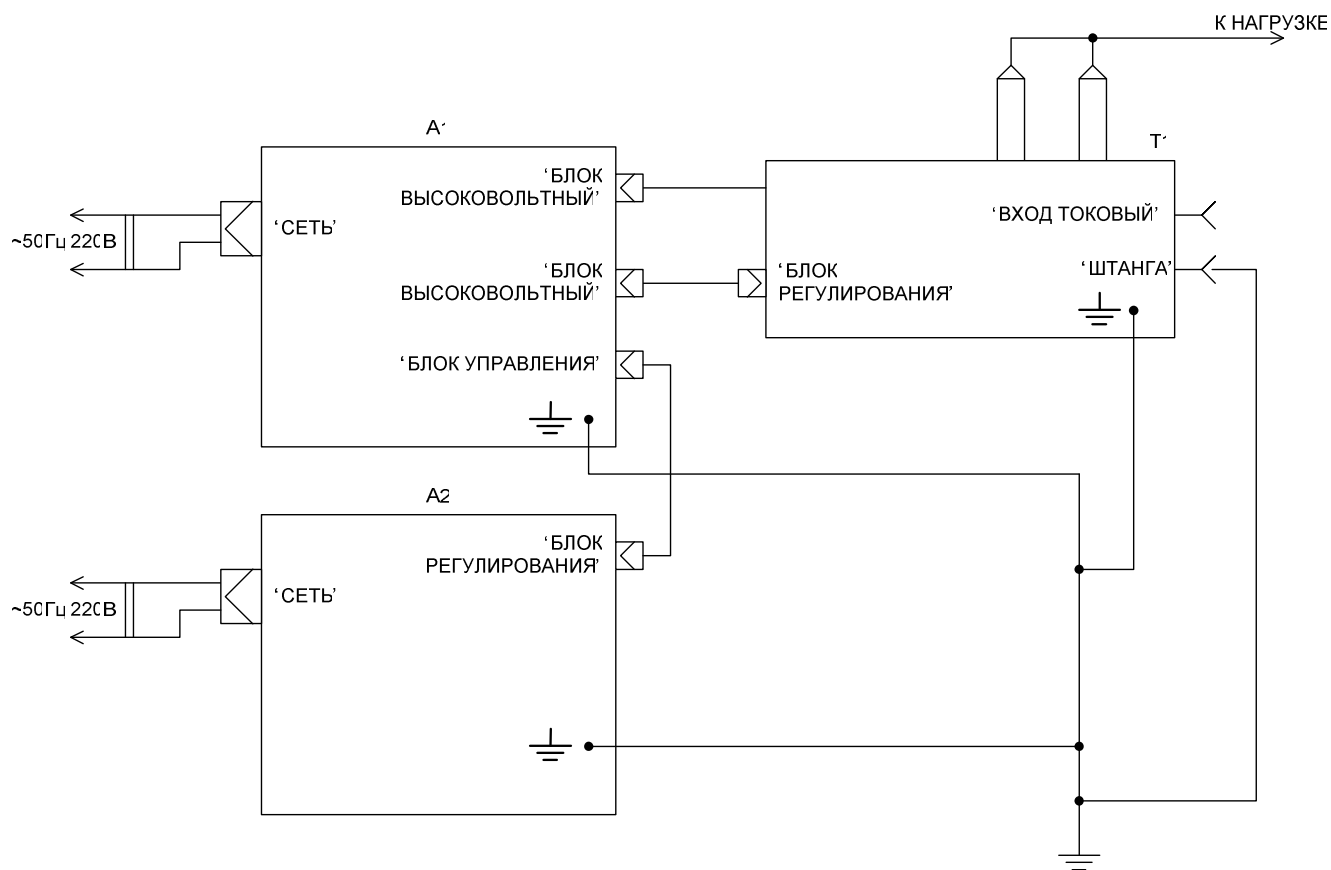 К НАГРУЗКЕ
А1
Т1
‘БЛОК
ВЫСОКОВОЛЬТНЫЙ’
‘СЕТЬ’
‘ВХОД ТОКОВЫЙ’
~50Гц 220В
‘БЛОК
ВЫСОКОВОЛЬТНЫЙ’
‘БЛОК
РЕГУЛИРОВАНИЯ’
‘ШТАНГА’
‘БЛОК УПРАВЛЕНИЯ’
А2
‘БЛОК
РЕГУЛИРОВАНИЯ’
‘СЕТЬ’
~50Гц 220В